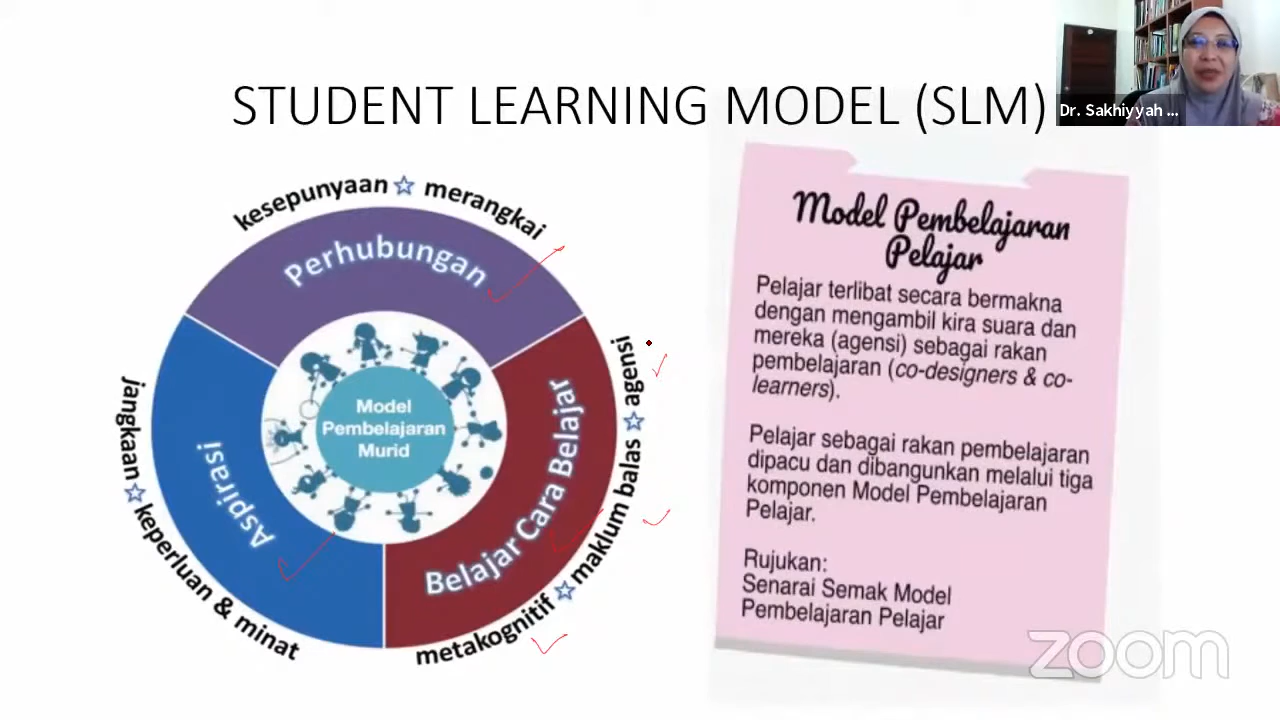 STUDENT LEARNING MODEL (SLM)
Dr. Sakhiyyah ...
kesepunyaan ☆ merangkai
Perhubungan
agensi ☆ maklum balas ☆ metakognitif
Belajar Cara Belajar
jangkaan ☆ keperluan & minat
Aspirasi
Model
Pembelajaran
Murid
Model Pembelajaran
Pelajar
Pelajar terlibat secara bermakna
dengan mengambil kira suara dan
mereka (agensi) sebagai rakan
pembelajaran (co-designers & co-
learners).
Pelajar sebagai rakan pembelajaran
dipacu dan dibangunkan melalui tiga
komponen Model Pembelajaran
Pelajar.
Rujukan:
Senarai Semak Model
Pembelajaran Pelajar
zoom